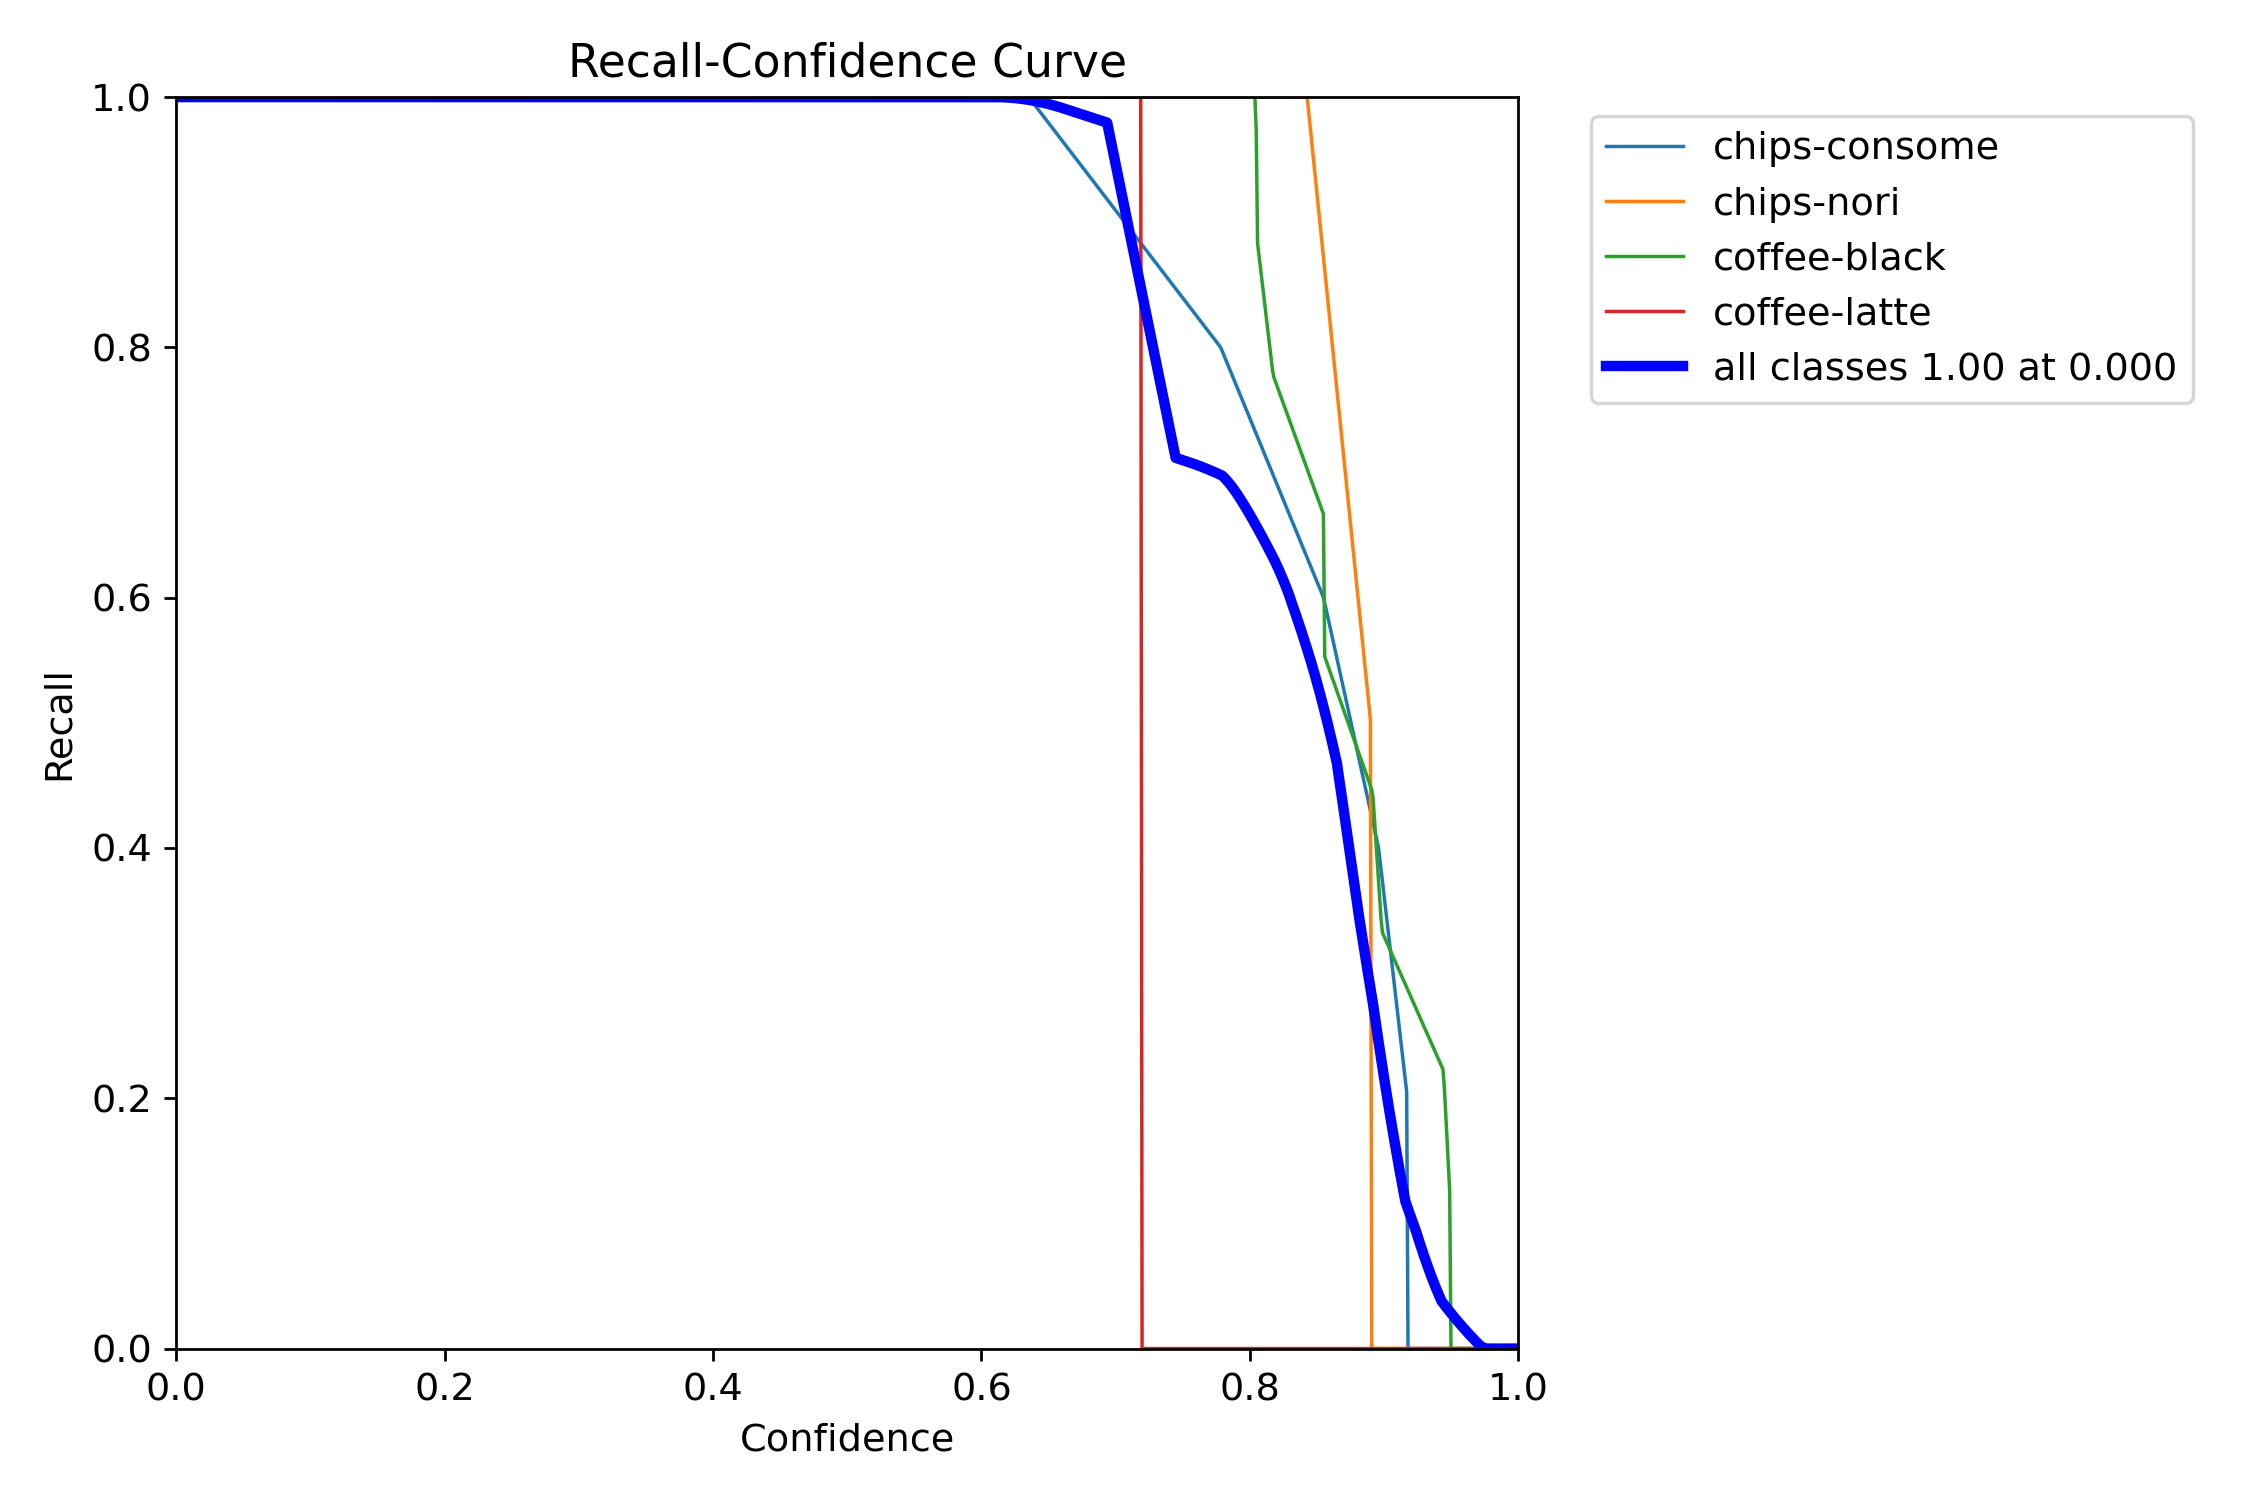 Recall-Confidence Curve
1.0
0.8
0.6
0.4
0.2
0.0
Recall
0.0 0.2 0.4 0.6 0.8 1.0
Confidence
chips-consome
chips-nori
coffee-black
coffee-latte
all classes 1.00 at 0.000